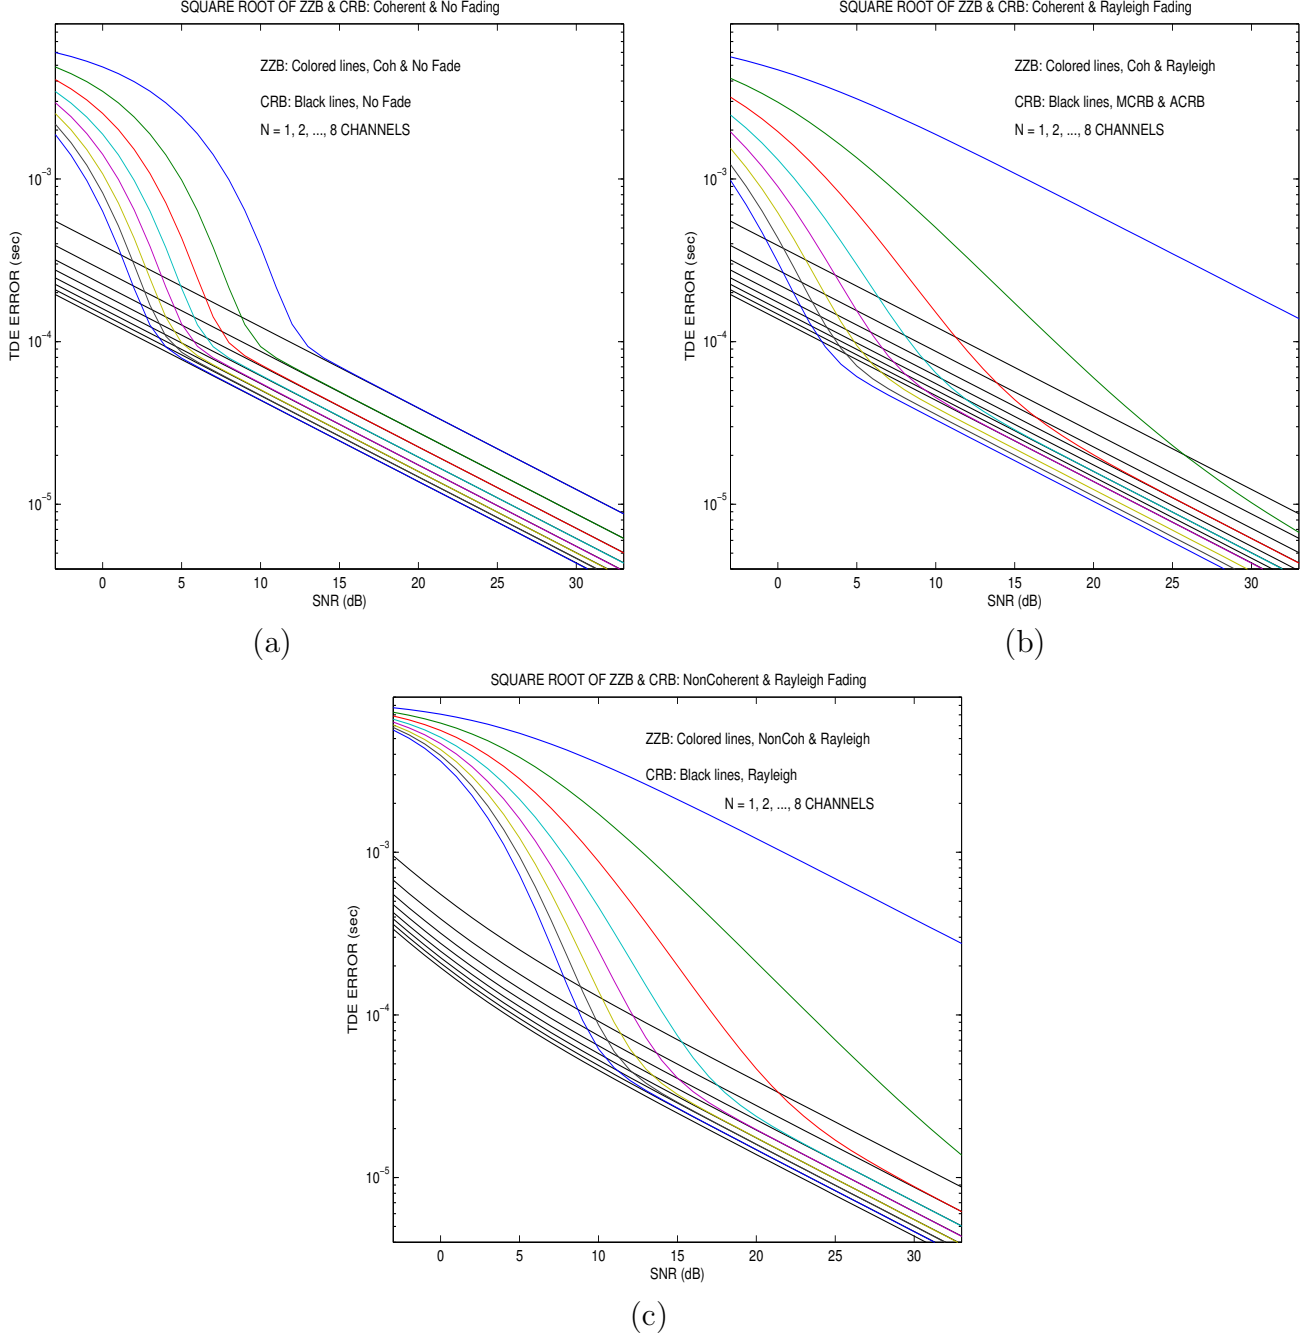 SQUARE ROOT OF ZZB & CRB: Coherent & No Fading
ZZB: Colored lines, Coh & No Fade
CRB: Black lines, No Fade
N = 1, 2, ..., 8 CHANNELS
10^-3
10^-4
10^-5
TDE ERROR (sec)
0 5 10 15 20 25 30
SNR (dB)
(a)
SQUARE ROOT OF ZZB & CRB: Coherent & Rayleigh Fading
ZZB: Colored lines, Coh & Rayleigh
CRB: Black lines, MCRB & ACRB
N = 1, 2, ..., 8 CHANNELS
10^-3
10^-4
10^-5
TDE ERROR (sec)
0 5 10 15 20 25 30
SNR (dB)
(b)
SQUARE ROOT OF ZZB & CRB: NonCoherent & Rayleigh Fading
ZZB: Colored lines, NonCoh & Rayleigh
CRB: Black lines, Rayleigh
N = 1, 2, ..., 8 CHANNELS
10^-3
10^-4
10^-5
TDE ERROR (sec)
0 5 10 15 20 25 30
SNR (dB)
(c)